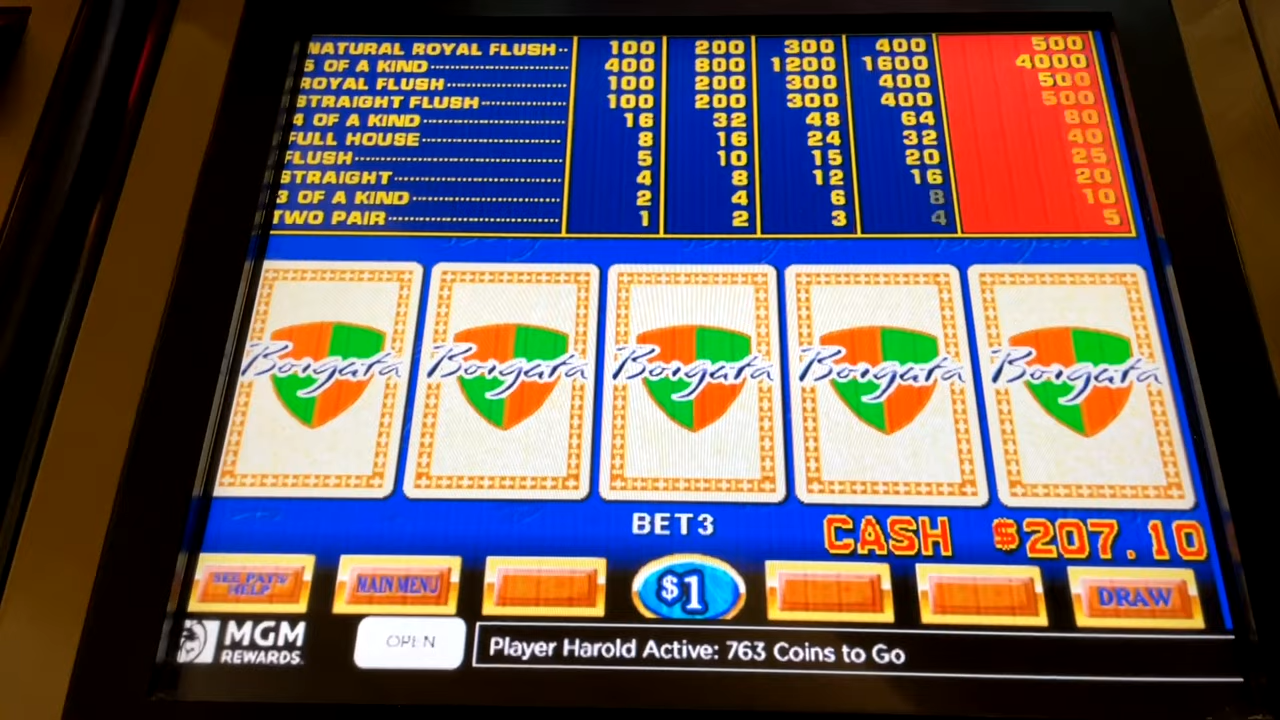 NATURAL ROYAL FLUSH 100 200 300 400 500
5 OF A KIND 400 800 1200 1600 4000
ROYAL FLUSH 100 200 300 400 500
STRAIGHT FLUSH 100 200 300 400 500
4 OF A KIND 16 32 48 64 80
FULL HOUSE 8 16 24 32 40
FLUSH 5 10 15 20 25
STRAIGHT 4 8 12 16 20
3 OF A KIND 2 4 6 8 10
TWO PAIR 1 2 3 4 5
Borgata Borgata Borgata Borgata Borgata
BET3 CASH $207.10
SEE PAYS
HELP
MAIN MENU
$1
DRAW
MGM
REWARDS
OPEN
Player Harold Active: 763 Coins to Go